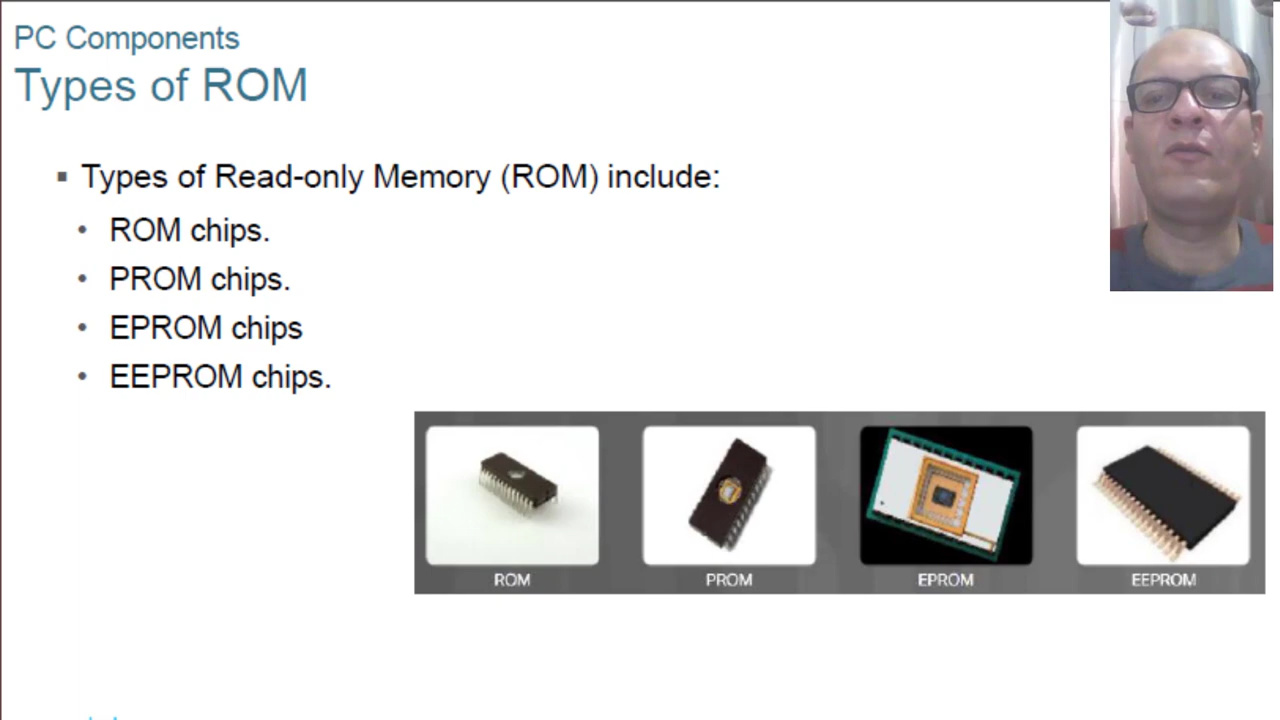 PC Components
Types of ROM
▪ Types of Read-only Memory (ROM) include:
• ROM chips.
• PROM chips.
• EPROM chips
• EEPROM chips.
ROM PROM EPROM EEPROM